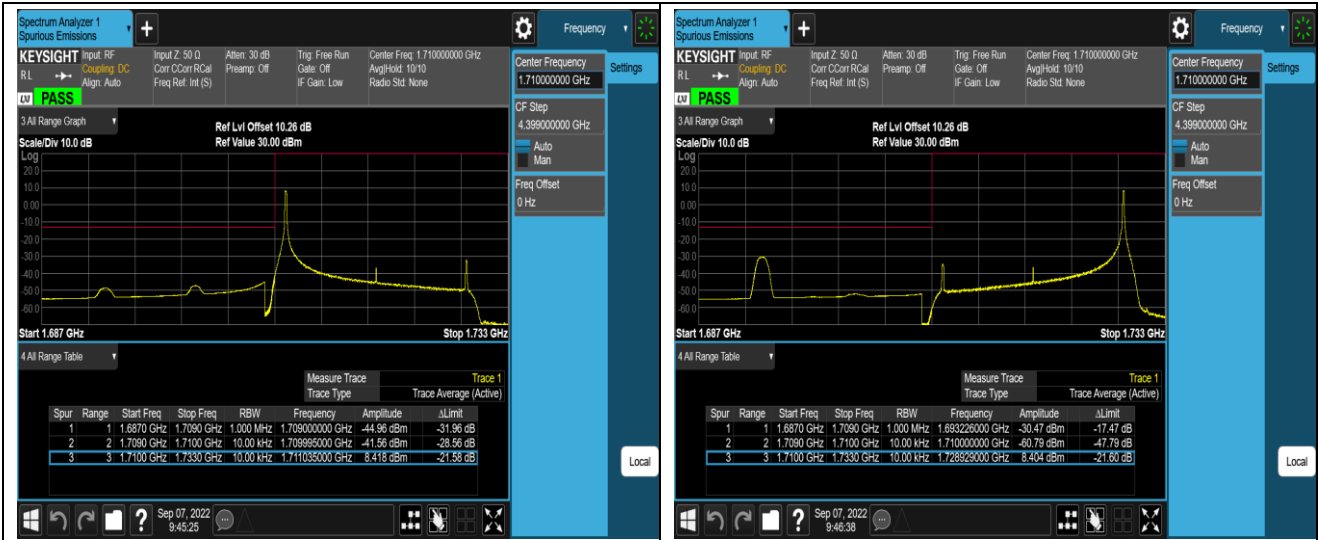 Spectrum Analyzer 1
Spurious Emissions
+
Frequency
KEYSIGHT Input: RF Input Z: 50 Ω Atten: 30 dB Trig: Free Run Center Freq: 1.710000000 GHz
RL Coupling: DC Corr CCorr RCal Preamp: Off Gate: Off Avg|Hold: 10/10
Align: Auto Freq Ref: Int (S) IF Gain: Low Radio Std: None
LXI PASS
Center Frequency
1.710000000 GHz
Settings
CF Step
4.399000000 GHz
Auto
Man
Freq Offset
0 Hz
3 All Range Graph
Ref Lvl Offset 10.26 dB
Scale/Div 10.0 dB Ref Value 30.00 dBm
Log
20.0
10.0
0.00
-10.0
-20.0
-30.0
-40.0
-50.0
-60.0
Start 1.687 GHz Stop 1.733 GHz
4 All Range Table
Measure Trace Trace 1
Trace Type Trace Average (Active)
Spur Range Start Freq Stop Freq RBW Frequency Amplitude ΔLimit
1 1 1.6870 GHz 1.7090 GHz 1.000 MHz 1.709000000 GHz -44.96 dBm -31.96 dB
2 2 1.7090 GHz 1.7100 GHz 10.00 kHz 1.709995000 GHz -41.56 dBm -28.56 dB
3 3 1.7100 GHz 1.7330 GHz 10.00 kHz 1.711035000 GHz 8.418 dBm -21.58 dB
Local
? Sep 07, 2022
9:45:25
Spectrum Analyzer 1
Spurious Emissions
+
Frequency
KEYSIGHT Input: RF Input Z: 50 Ω Atten: 30 dB Trig: Free Run Center Freq: 1.710000000 GHz
RL Coupling: DC Corr CCorr RCal Preamp: Off Gate: Off Avg|Hold: 10/10
Align: Auto Freq Ref: Int (S) IF Gain: Low Radio Std: None
LXI PASS
Center Frequency
1.710000000 GHz
Settings
CF Step
4.399000000 GHz
Auto
Man
Freq Offset
0 Hz
3 All Range Graph
Ref Lvl Offset 10.26 dB
Scale/Div 10.0 dB Ref Value 30.00 dBm
Log
20.0
10.0
0.00
-10.0
-20.0
-30.0
-40.0
-50.0
-60.0
Start 1.687 GHz Stop 1.733 GHz
4 All Range Table
Measure Trace Trace 1
Trace Type Trace Average (Active)
Spur Range Start Freq Stop Freq RBW Frequency Amplitude ΔLimit
1 1 1.6870 GHz 1.7090 GHz 1.000 MHz 1.693226000 GHz -30.47 dBm -17.47 dB
2 2 1.7090 GHz 1.7100 GHz 10.00 kHz 1.710000000 GHz -60.79 dBm -47.79 dB
3 3 1.7100 GHz 1.7330 GHz 10.00 kHz 1.728929000 GHz 8.404 dBm -21.60 dB
Local
? Sep 07, 2022
9:46:38